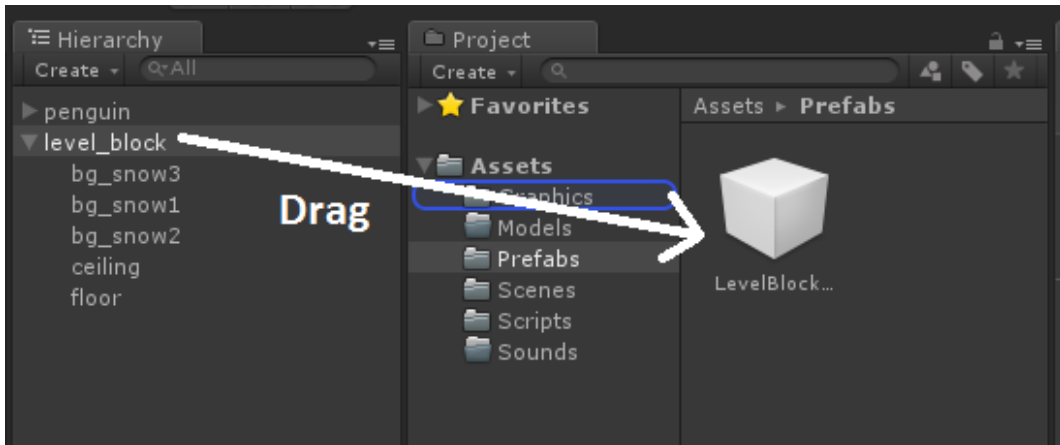 Hierarchy
Create
All
penguin
level_block
bg_snow3
bg_snow1
bg_snow2
ceiling
floor
Drag
Project
Create
Favorites
Assets
Graphics
Models
Prefabs
Scenes
Scripts
Sounds
Assets ▸ Prefabs
LevelBlock...